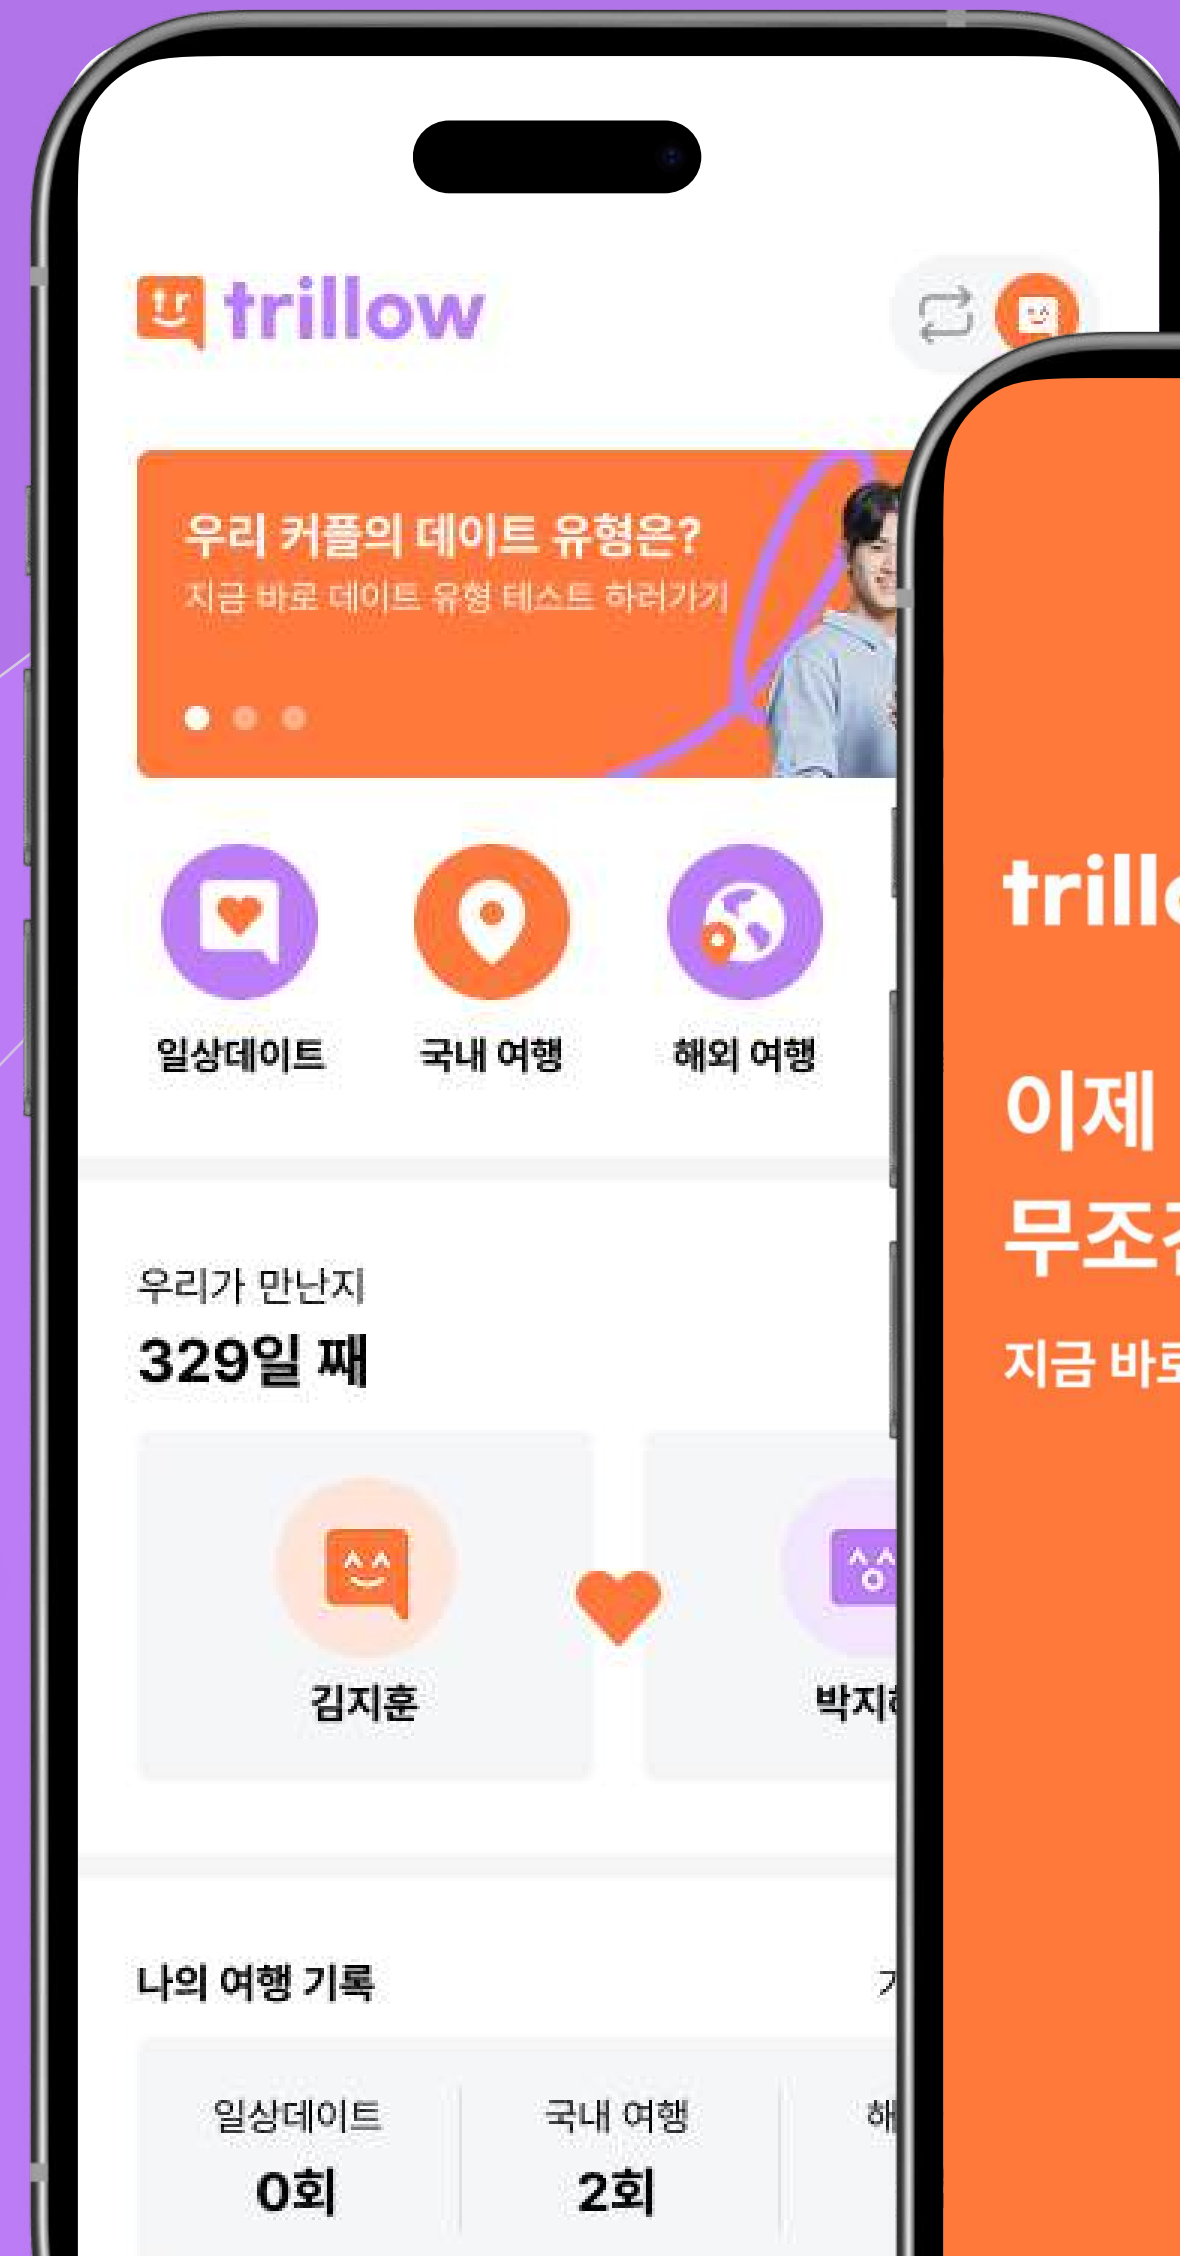 trillow
우리 커플의 데이트 유형은?
지금 바로 데이트 유형 테스트 하러가기
일상데이트 국내 여행 해외 여행
우리가 만난지
329일 째
김지훈
나의 여행 기록
일상데이트 국내 여행
0회 2회
이제
지금